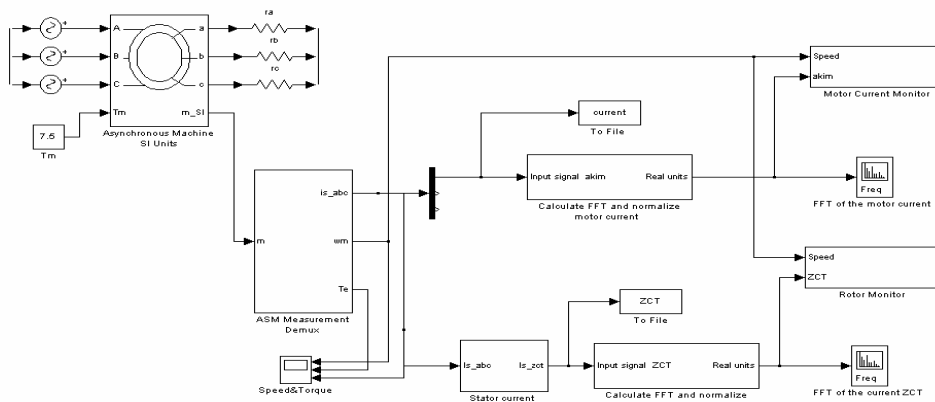 ra
A
a
rb
B
b
rc
C
c
Tm
m_SI
7.5
Tm
Asynchronous Machine
SI Units
Speed
akim
Motor Current Monitor
current
To File
Input signal akim
Real units
Calculate FFT and normalize
motor current
Freq
FFT of the motor current
is_abc
m
wm
Te
ASM Measurement
Demux
Speed
ZCT
Rotor Monitor
ZCT
To File
Speed&Torque
Is_abc
Is_zct
Stator current
Input signal ZCT
Real units
Calculate FFT and normalize
Freq
FFT of the current ZCT